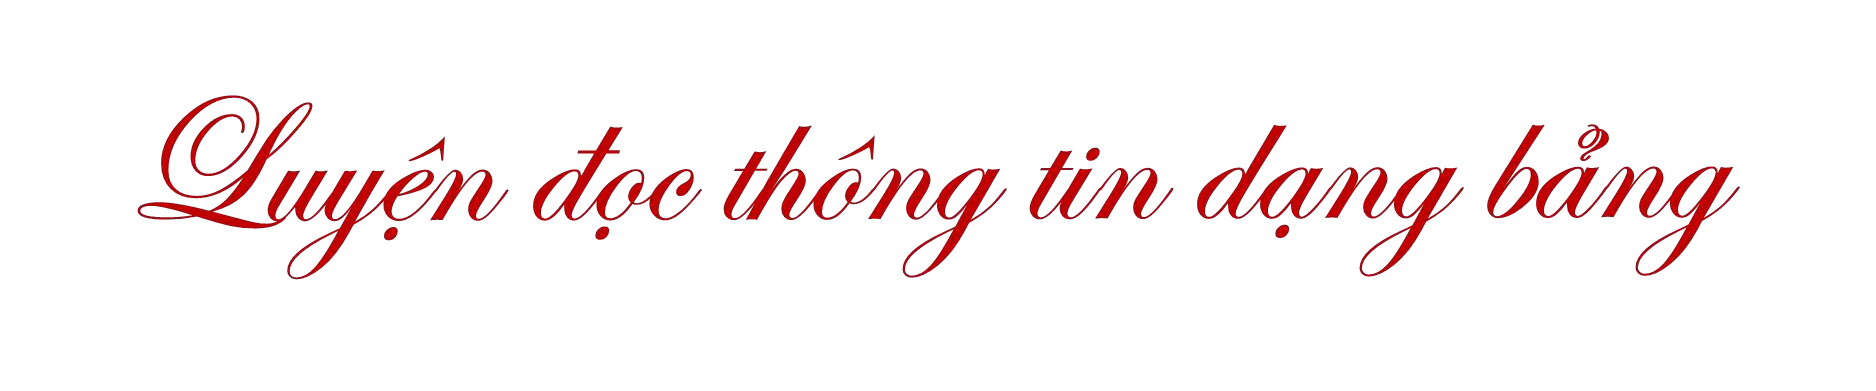 Luyện đọc thông tin dạng bảng